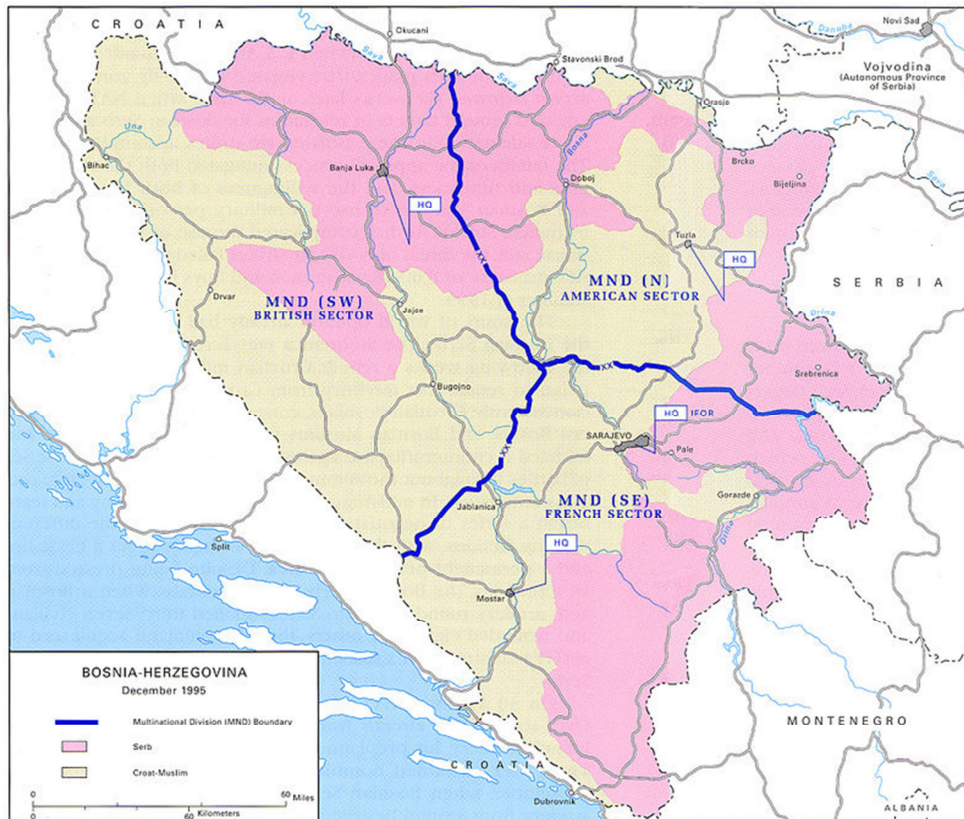 CROATIA
Okucani
Sava
Sava
Stavonski Brod
Danube
Novi Sad
Vojvodina
(Autonomous Province
of Serbia)
Orasje
Una
Bihac
Banja Luka
HQ
Bosna
Doboj
Brcko
Bijeljina
Sava
Tuzla
HQ
MND (N)
AMERICAN SECTOR
SERBIA
Drvar
MND (SW)
BRITISH SECTOR
Jajce
XX
XX
Drina
Srebrenica
Bugojno
HQ IFOR
SARAJEVO
Pale
XX
MND (SE)
FRENCH SECTOR
Gorazde
Jablanica
Drina
Split
HQ
Mostar
BOSNIA-HERZEGOVINA
December 1995
Multinational Division (MND) Boundary
Serb
Croat-Muslim
0 60 Miles
0 60
Kilometers
MONTENEGRO
CROATIA
Dubrovnik
ALBANIA